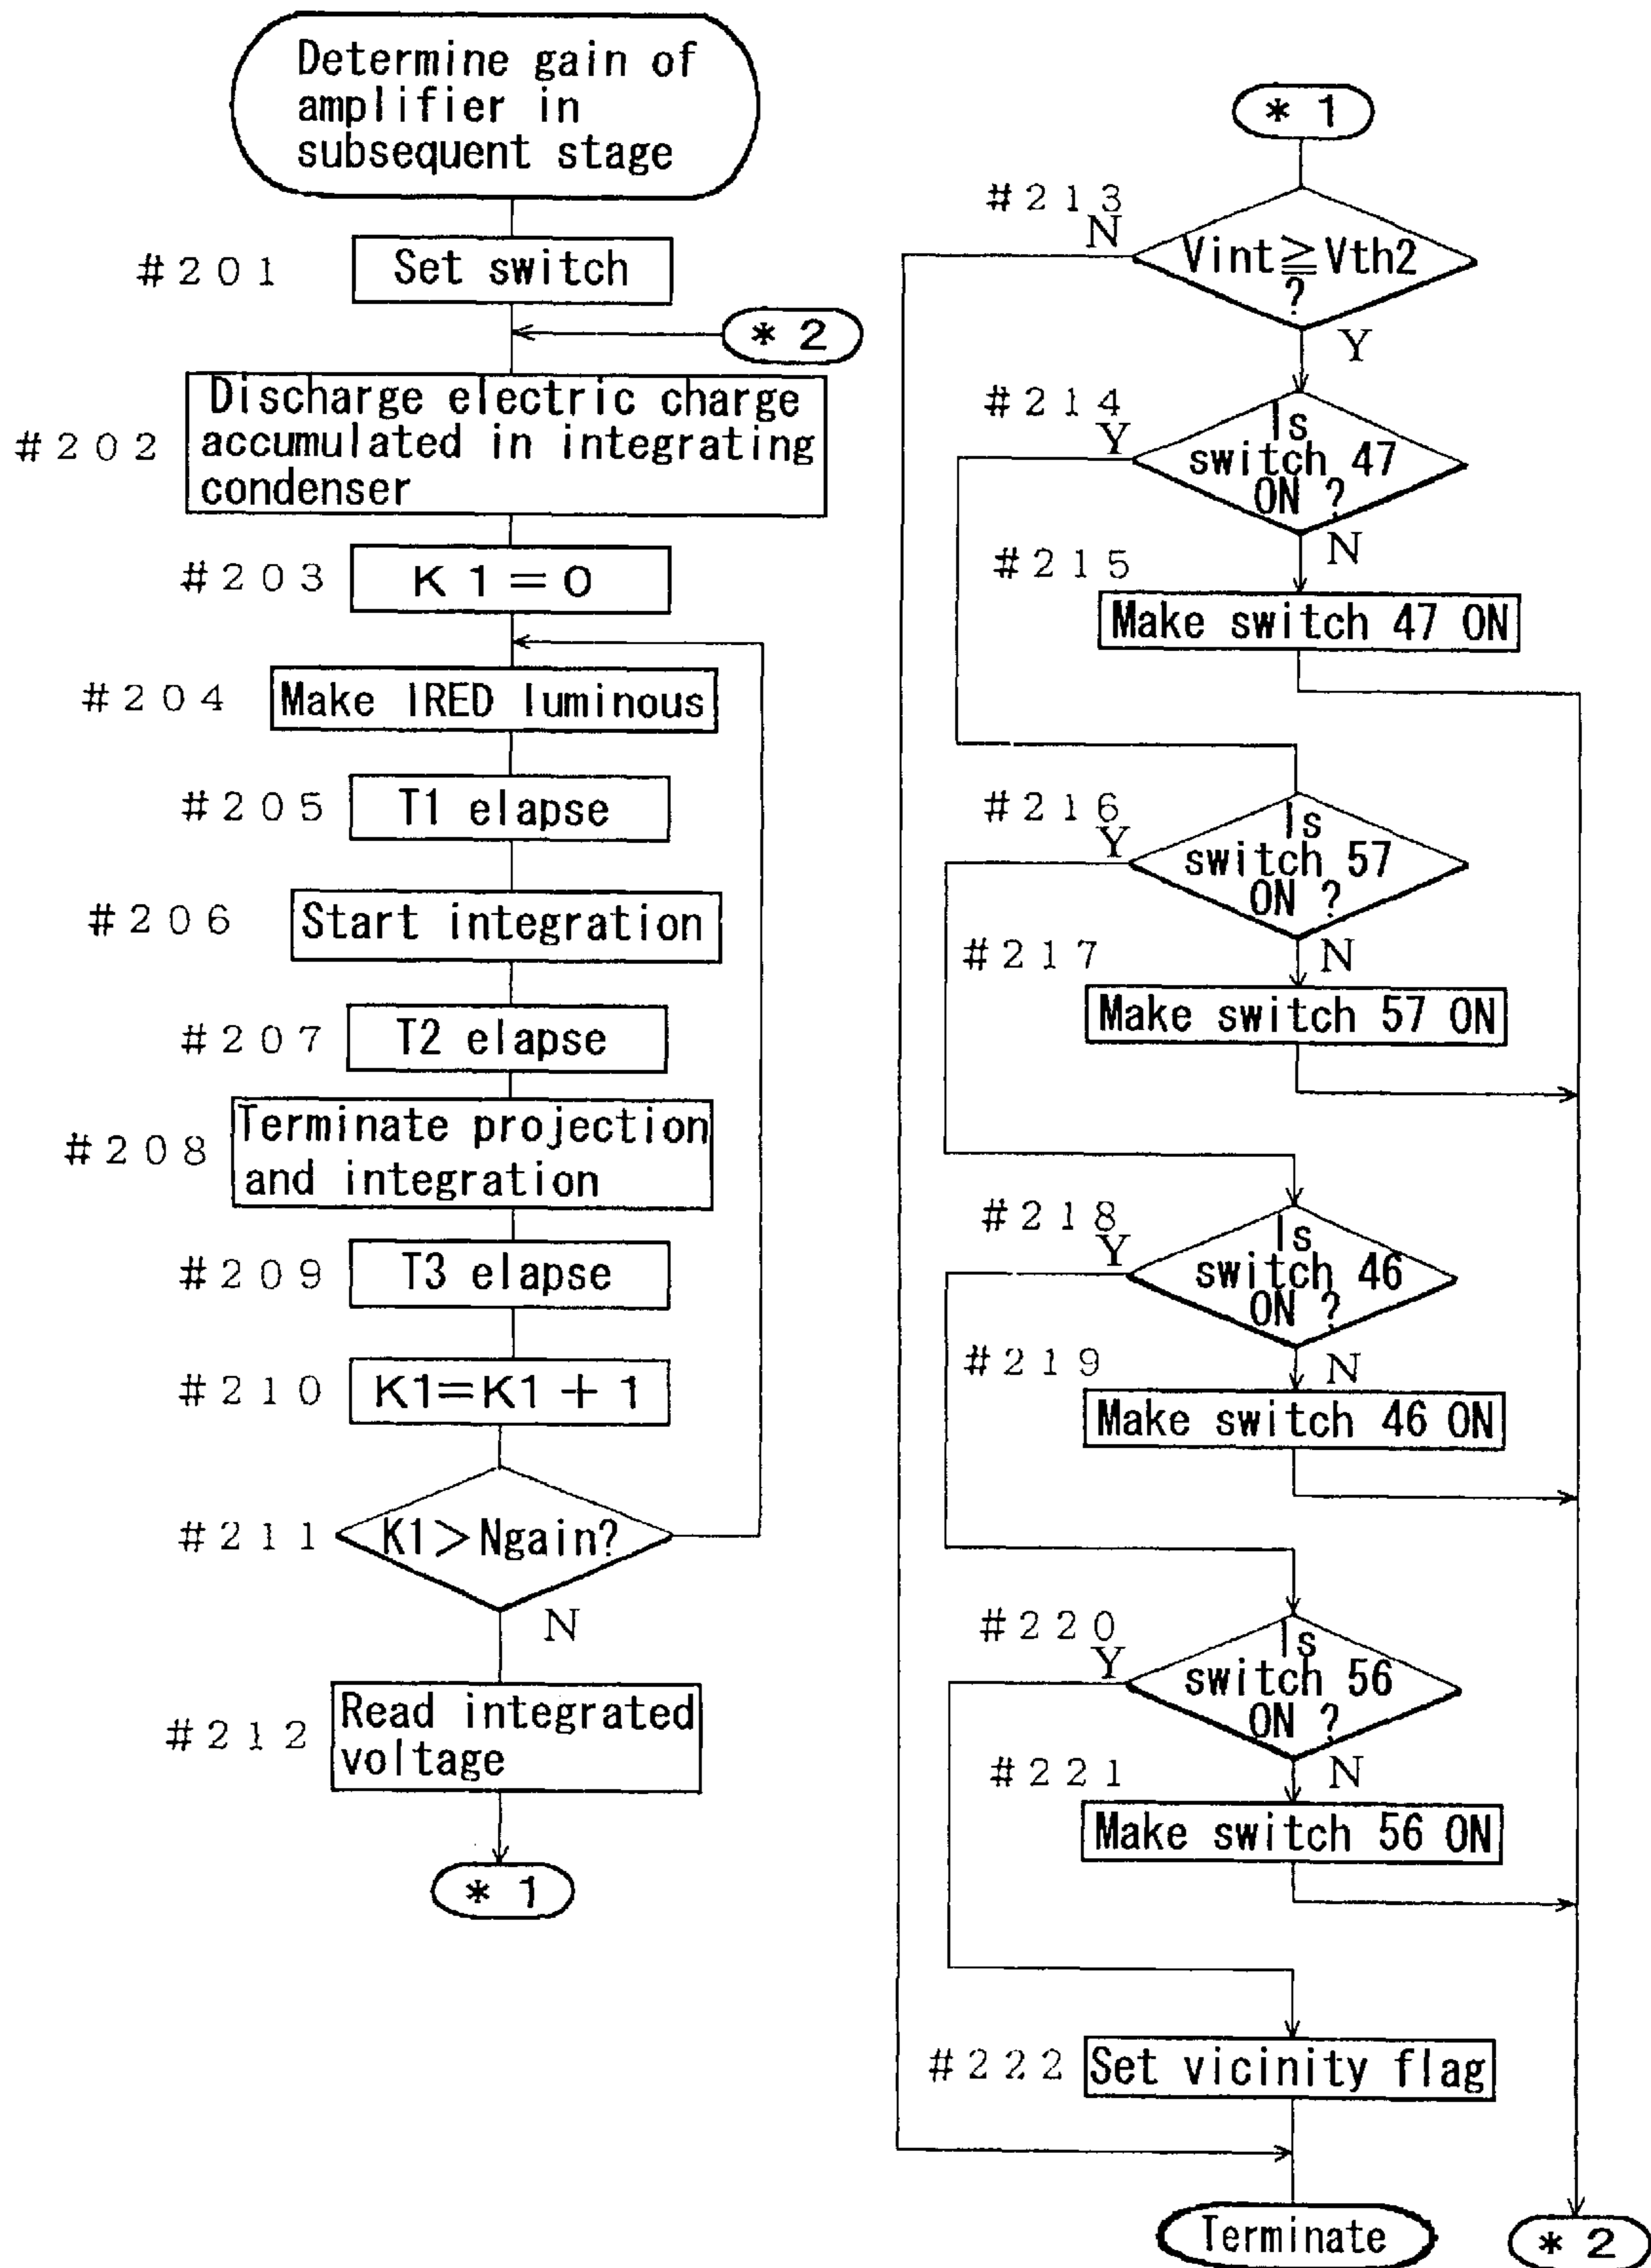 Determine gain of
amplifier in
subsequent stage
#201
Set switch
* 2
#202
Discharge electric charge
accumulated in integrating
condenser
#203
K 1 = 0
#204
Make IRED luminous
#205
T1 elapse
#206
Start integration
#207
T2 elapse
#208
Terminate projection
and integration
#209
T3 elapse
#210
K1=K1 + 1
#211
K1>Ngain?
N
#212
Read integrated
voltage
* 1
* 1
#213
N
Vint≧Vth2
?
Y
#214
Y
Is
switch 47
ON ?
N
#215
Make switch 47 ON
#216
Y
Is
switch 57
ON ?
N
#217
Make switch 57 ON
#218
Y
Is
switch 46
ON ?
N
#219
Make switch 46 ON
#220
Y
Is
switch 56
ON ?
N
#221
Make switch 56 ON
#222
Set vicinity flag
Terminate
* 2